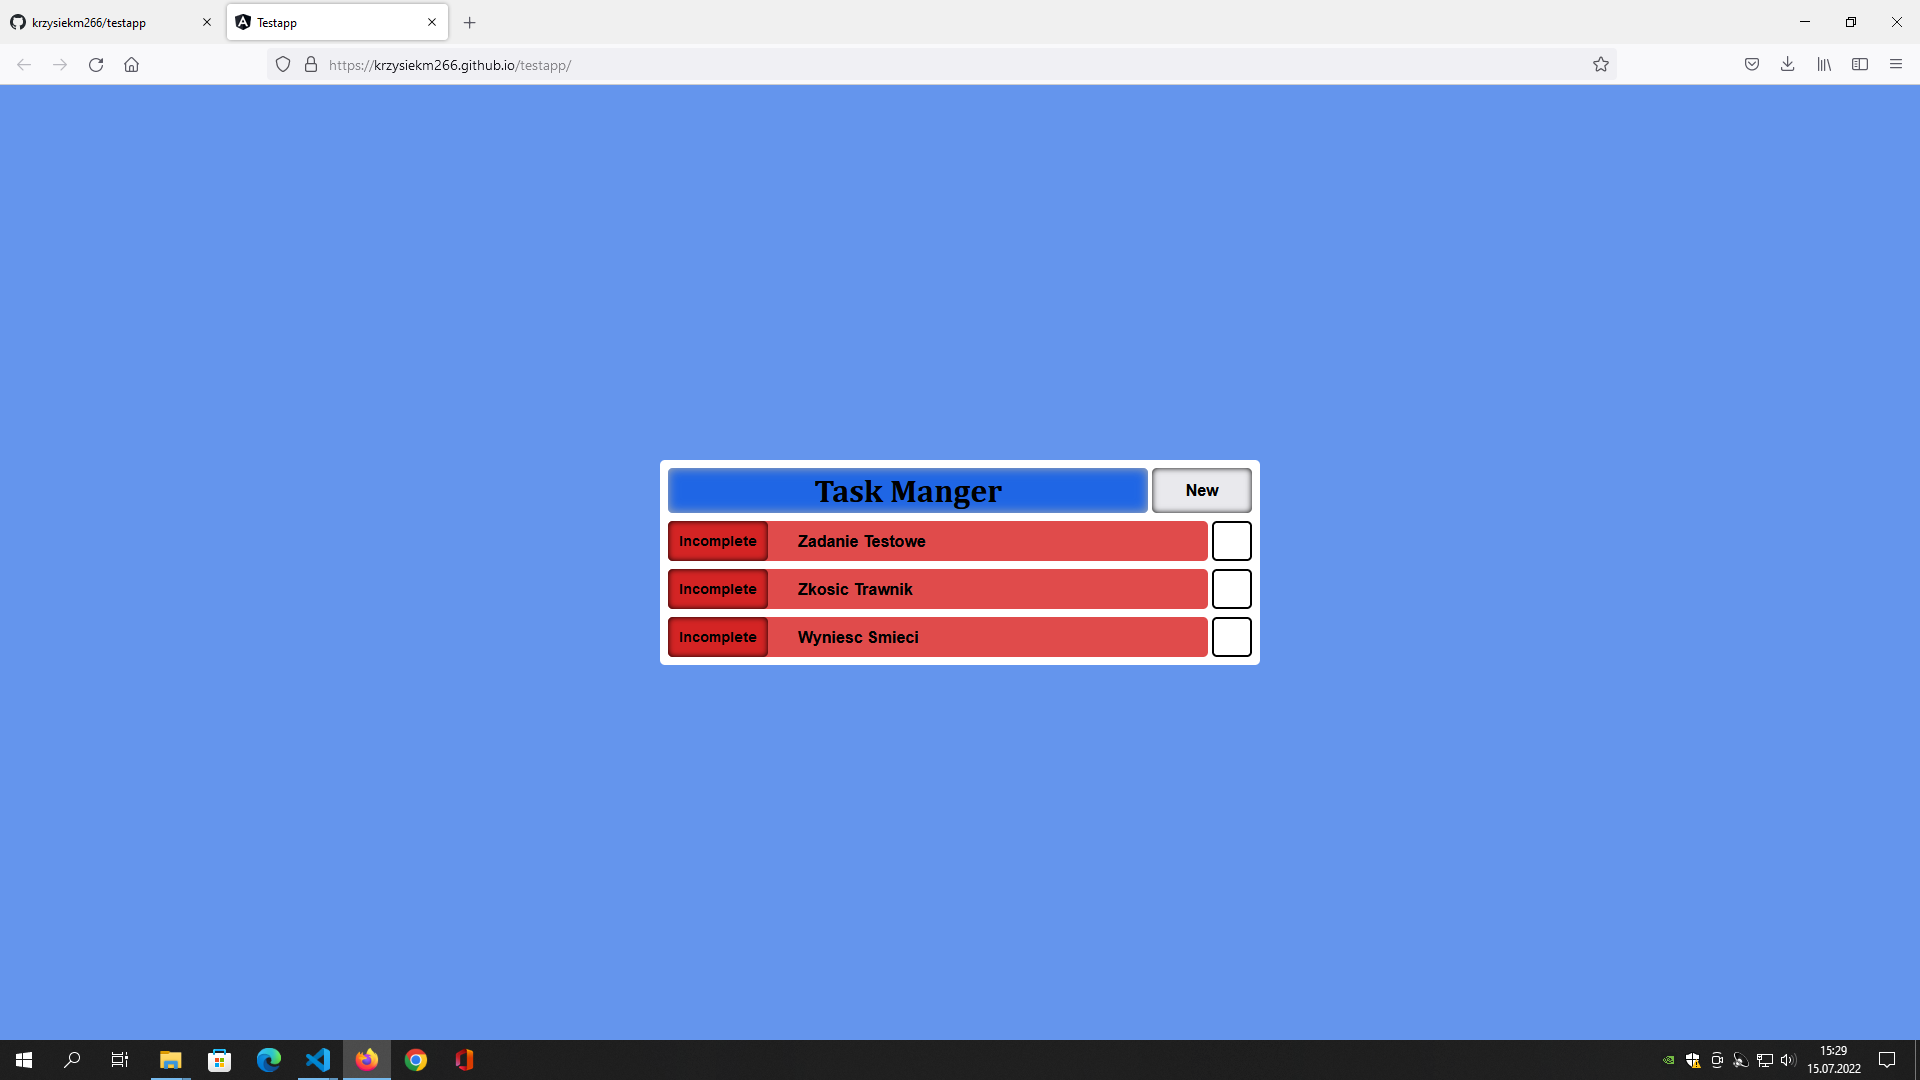 krzysiekm266/testapp
Testapp
https://krzysiekm266.github.io/testapp/
Task Manger
New
Incomplete
Zadanie Testowe
Incomplete
Zkosic Trawnik
Incomplete
Wyniesc Smieci
15:29
15.07.2022